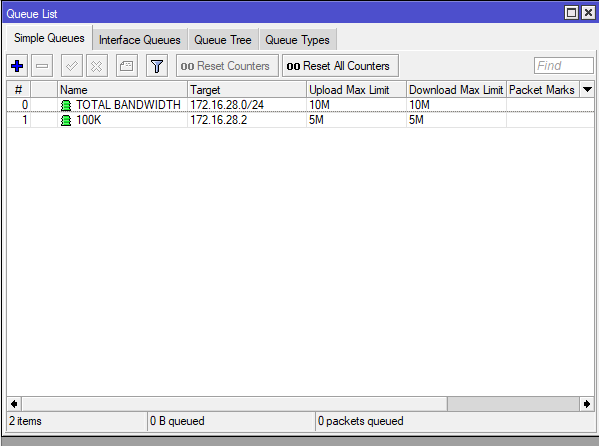 Queue List
Simple Queues Interface Queues Queue Tree Queue Types
00 Reset Counters 00 Reset All Counters Find
# Name Target Upload Max Limit Download Max Limit Packet Marks
0 TOTAL BANDWIDTH 172.16.28.0/24 10M 10M
1 100K 172.16.28.2 5M 5M
2 items 0 B queued 0 packets queued